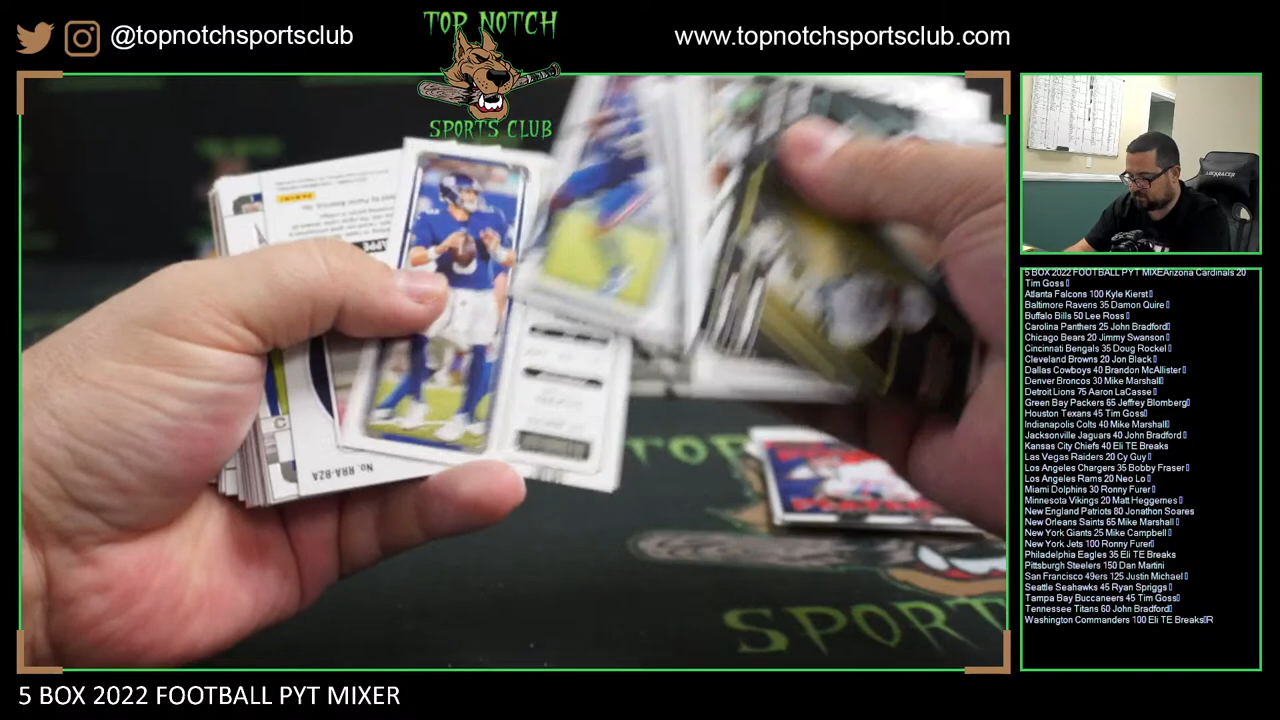 @topnotchsportsclub
TOP NOTCH
SPORTS CLUB
www.topnotchsportsclub.com
PANINI
No. RRA-BZA
SPORT
5 BOX 2022 FOOTBALL PYT MIXEArizona Cardinals 20
Tim Goss
Atlanta Falcons 100 Kyle Kierst
Baltimore Ravens 35 Damon Quire
Buffalo Bills 50 Lee Ross
Carolina Panthers 25 John Bradford
Chicago Bears 20 Jimmy Swanson
Cincinnati Bengals 35 Doug Rockel
Cleveland Browns 20 Jon Black
Dallas Cowboys 40 Brandon McAllister
Denver Broncos 30 Mike Marshall
Detroit Lions 75 Aaron LaCasse
Green Bay Packers 65 Jeffrey Blomberg
Houston Texans 45 Tim Goss
Indianapolis Colts 40 Mike Marshall
Jacksonville Jaguars 40 John Bradford
Kansas City Chiefs 40 Eli TE Breaks
Las Vegas Raiders 20 Cy Guy
Los Angeles Chargers 35 Bobby Fraser
Los Angeles Rams 20 Neo Lo
Miami Dolphins 30 Ronny Furer
Minnesota Vikings 20 Matt Heggernes
New England Patriots 80 Jonathon Soares
New Orleans Saints 65 Mike Marshall
New York Giants 25 Mike Campbell
New York Jets 100 Ronny Furer
Philadelphia Eagles 35 Eli TE Breaks
Pittsburgh Steelers 150 Dan Martini
San Francisco 49ers 125 Justin Michael
Seattle Seahawks 45 Ryan Spriggs
Tampa Bay Buccaneers 45 Tim Goss
Tennessee Titans 60 John Bradford
Washington Commanders 100 Eli TE Breaks R
5 BOX 2022 FOOTBALL PYT MIXER